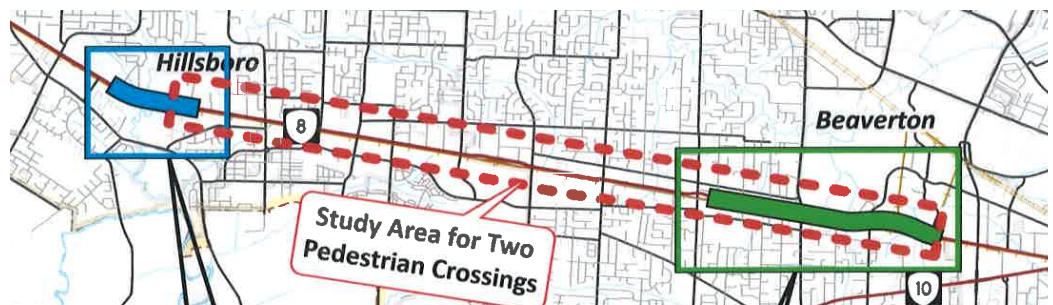 Hillsboro
8
Beaverton
Study Area for Two
Pedestrian Crossings
10